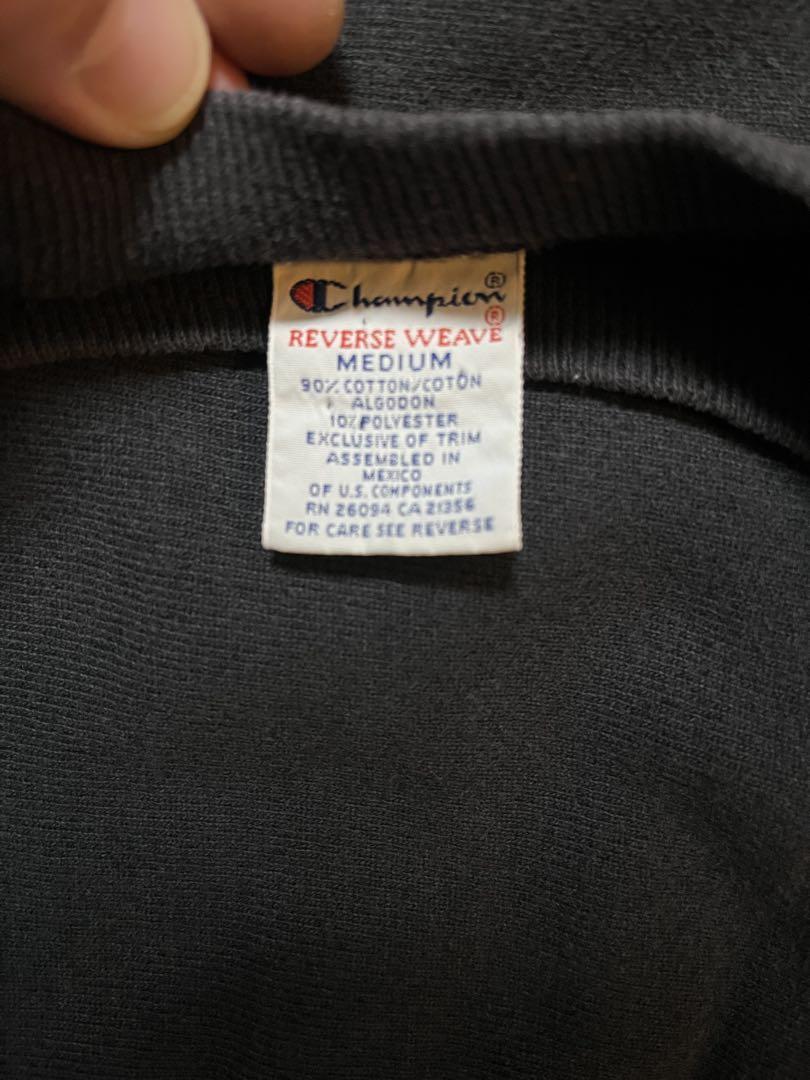 Champion®
REVERSE WEAVE®
MEDIUM
90% COTTON/COTON
ALGODON
10% POLYESTER
EXCLUSIVE OF TRIM
ASSEMBLED IN
MEXICO
OF U.S. COMPONENTS
RN 26094 CA 21356
FOR CARE SEE REVERSE